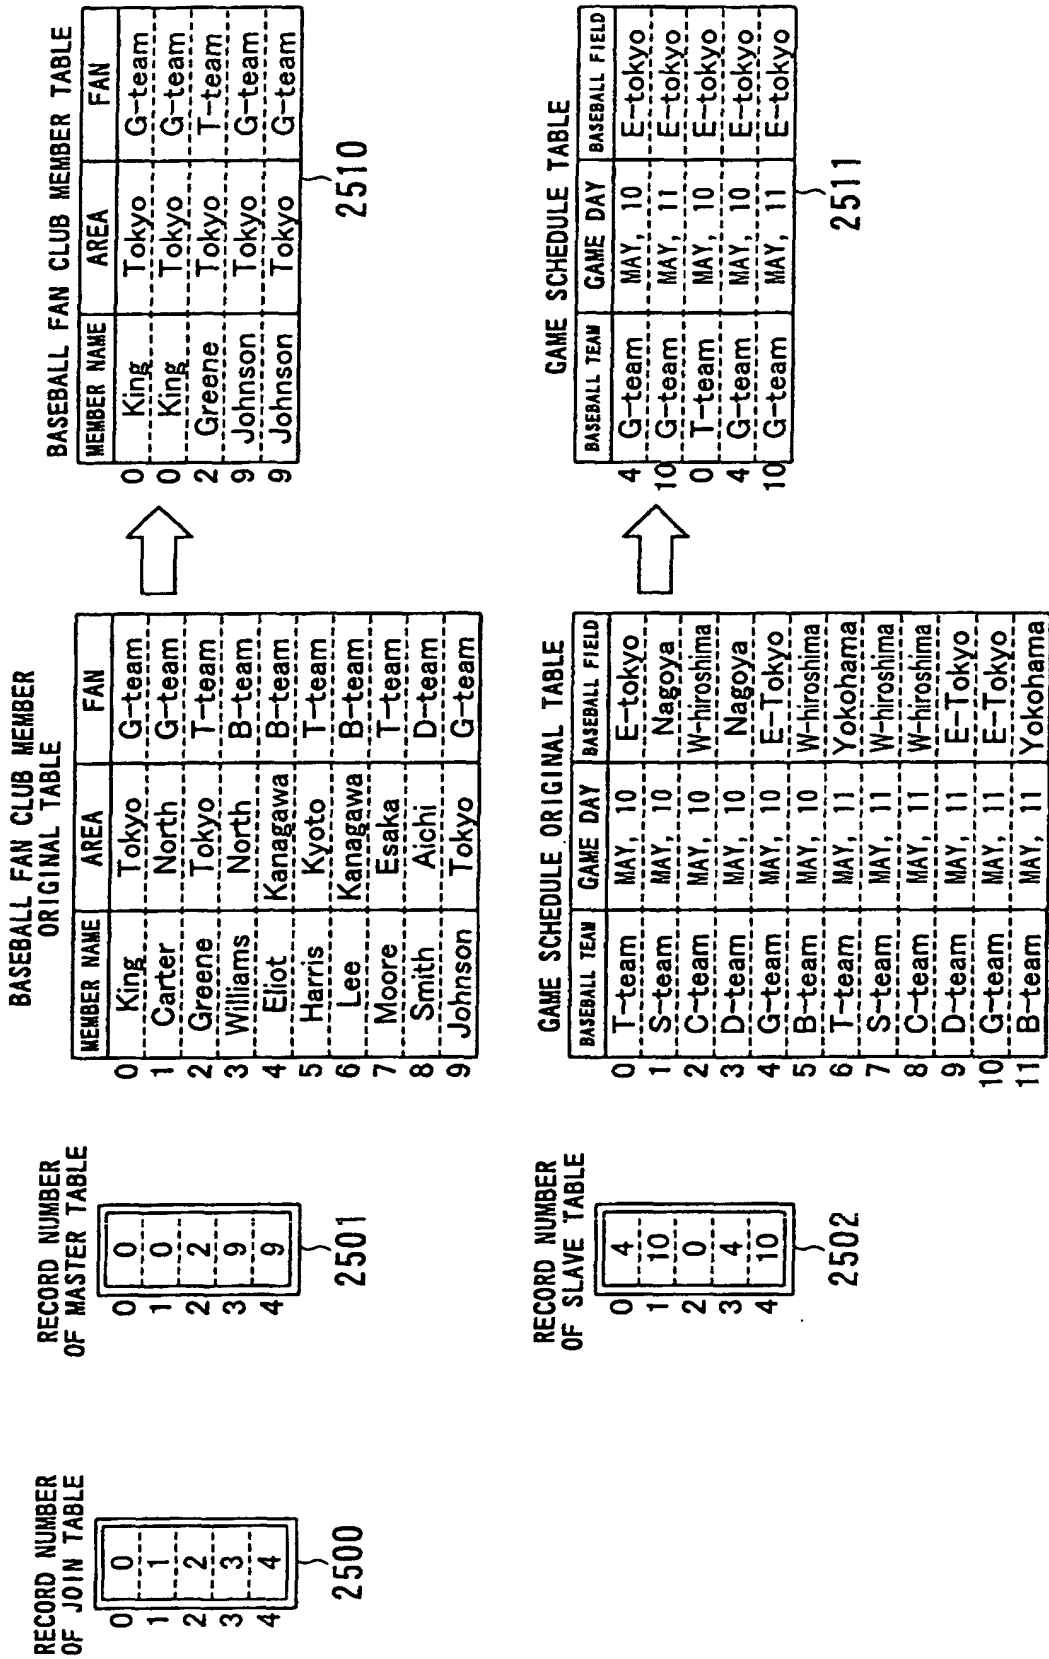 RECORD NUMBER
OF JOIN TABLE
0 0
1 1
2 2
3 3
4 4
2500
RECORD NUMBER
OF MASTER TABLE
0 0
1 0
2 2
3 9
4 9
2501
BASEBALL FAN CLUB MEMBER
ORIGINAL TABLE
MEMBER NAME AREA FAN
0 King Tokyo G-team
1 Carter North G-team
2 Greene Tokyo T-team
3 Williams North B-team
4 Eliot Kanagawa B-team
5 Harris Kyoto T-team
6 Lee Kanagawa B-team
7 Moore Esaka T-team
8 Smith Aichi D-team
9 Johnson Tokyo G-team
BASEBALL FAN CLUB MEMBER TABLE
MEMBER NAME AREA FAN
0 King Tokyo G-team
0 King Tokyo G-team
2 Greene Tokyo T-team
9 Johnson Tokyo G-team
9 Johnson Tokyo G-team
2510
RECORD NUMBER
OF SLAVE TABLE
0 4
1 10
2 0
3 4
4 10
2502
GAME SCHEDULE ORIGINAL TABLE
BASEBALL TEAM GAME DAY BASEBALL FIELD
0 T-team MAY, 10 E-tokyo
1 S-team MAY, 10 Nagoya
2 C-team MAY, 10 W-hiroshima
3 D-team MAY, 10 Nagoya
4 G-team MAY, 10 E-Tokyo
5 B-team MAY, 10 W-hiroshima
6 T-team MAY, 11 Yokohama
7 S-team MAY, 11 W-hiroshima
8 C-team MAY, 11 W-hiroshima
9 D-team MAY, 11 E-Tokyo
10 G-team MAY, 11 E-Tokyo
11 B-team MAY, 11 Yokohama
GAME SCHEDULE TABLE
BASEBALL TEAM GAME DAY BASEBALL FIELD
4 G-team MAY, 10 E-tokyo
10 G-team MAY, 11 E-tokyo
0 T-team MAY, 10 E-tokyo
4 G-team MAY, 10 E-tokyo
10 G-team MAY, 11 E-tokyo
2511